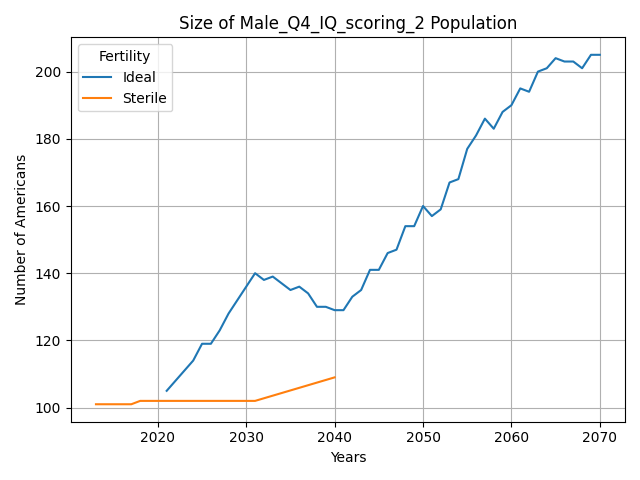 Size of Male_Q4_IQ_scoring_2 Population
Fertility
Ideal
Sterile
Number of Americans
200
180
160
140
120
100
2020
2030
2040
2050
2060
2070
Years